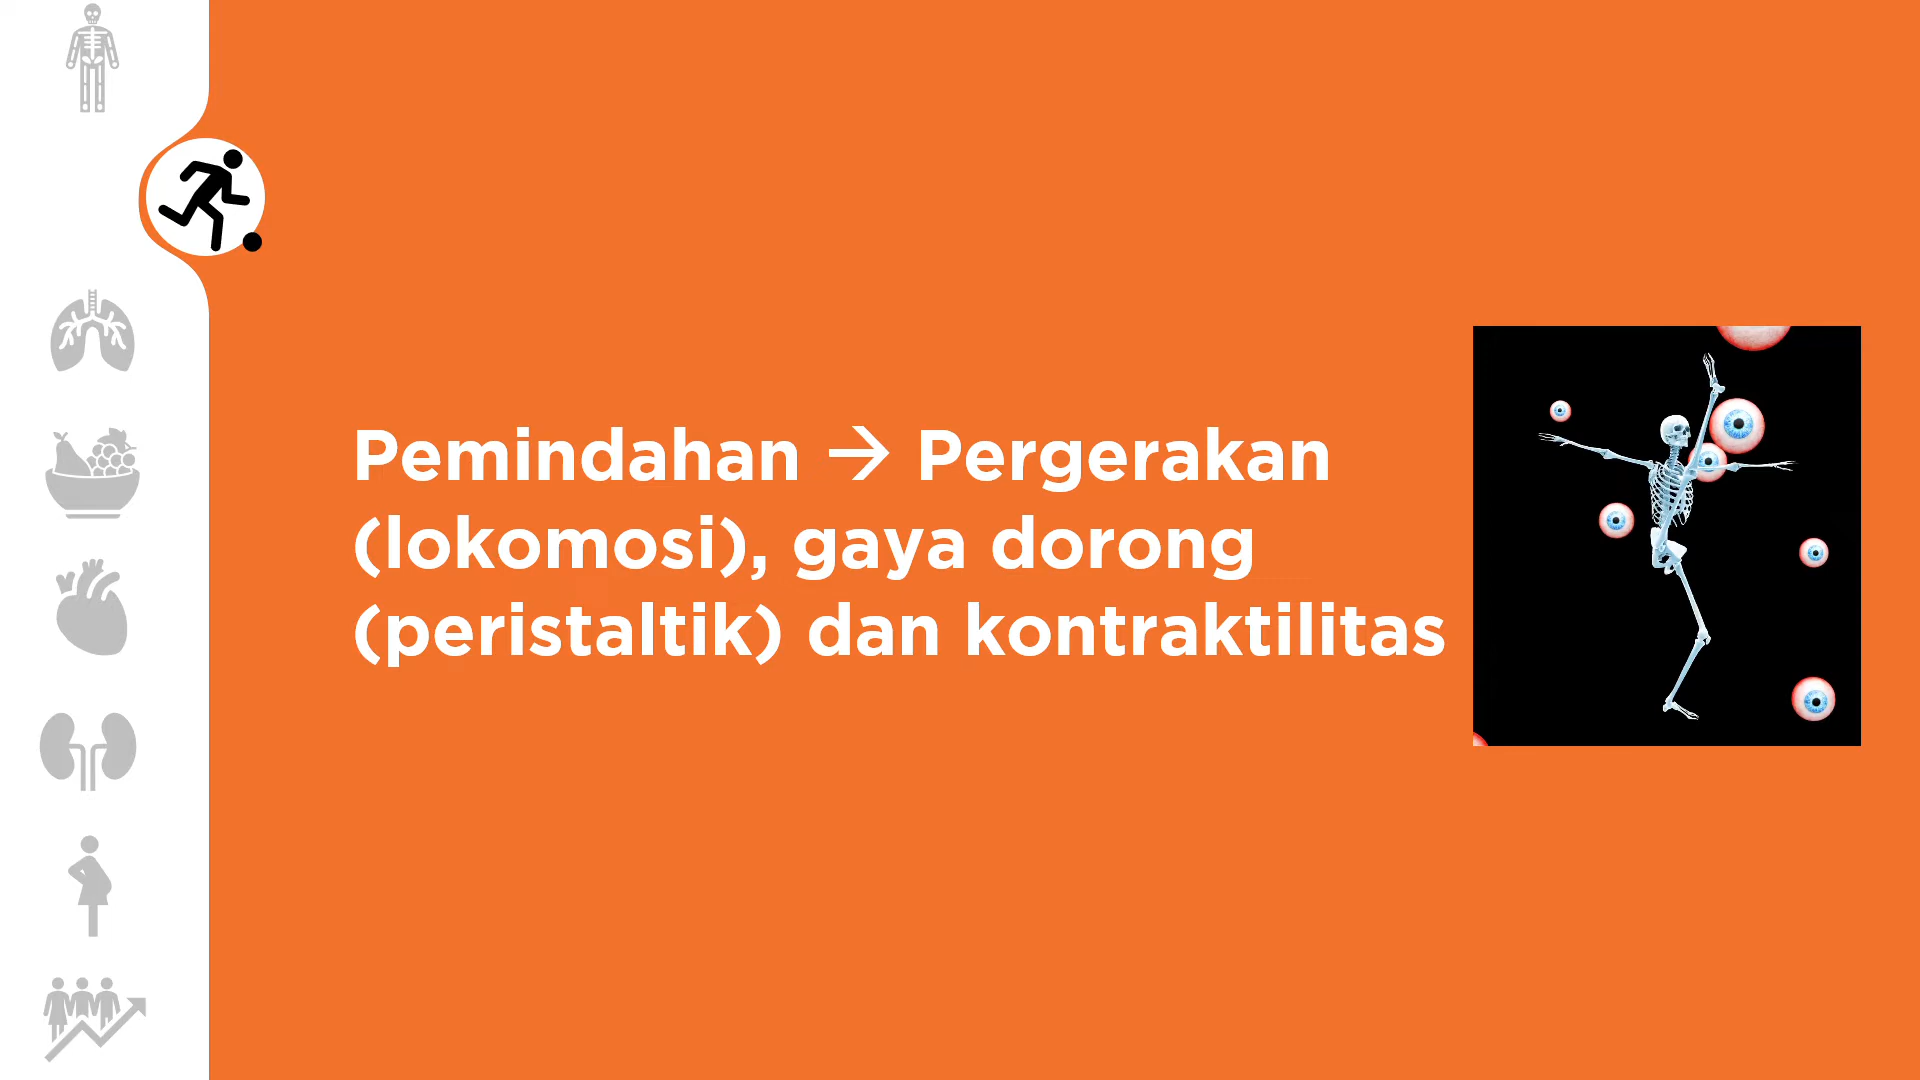 Pemindahan → Pergerakan
(lokomosi), gaya dorong
(peristaltik) dan kontraktilitas